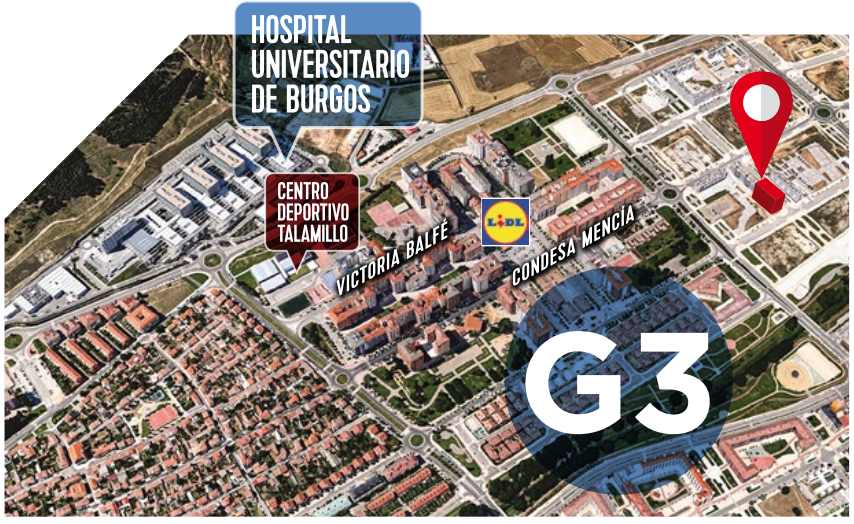 HOSPITAL
UNIVERSITARIO
DE BURGOS
CENTRO
DEPORTIVO
TALAMILLO
VICTORIA BALFÉ
LIDL
CONDESA MENCÍA
G3